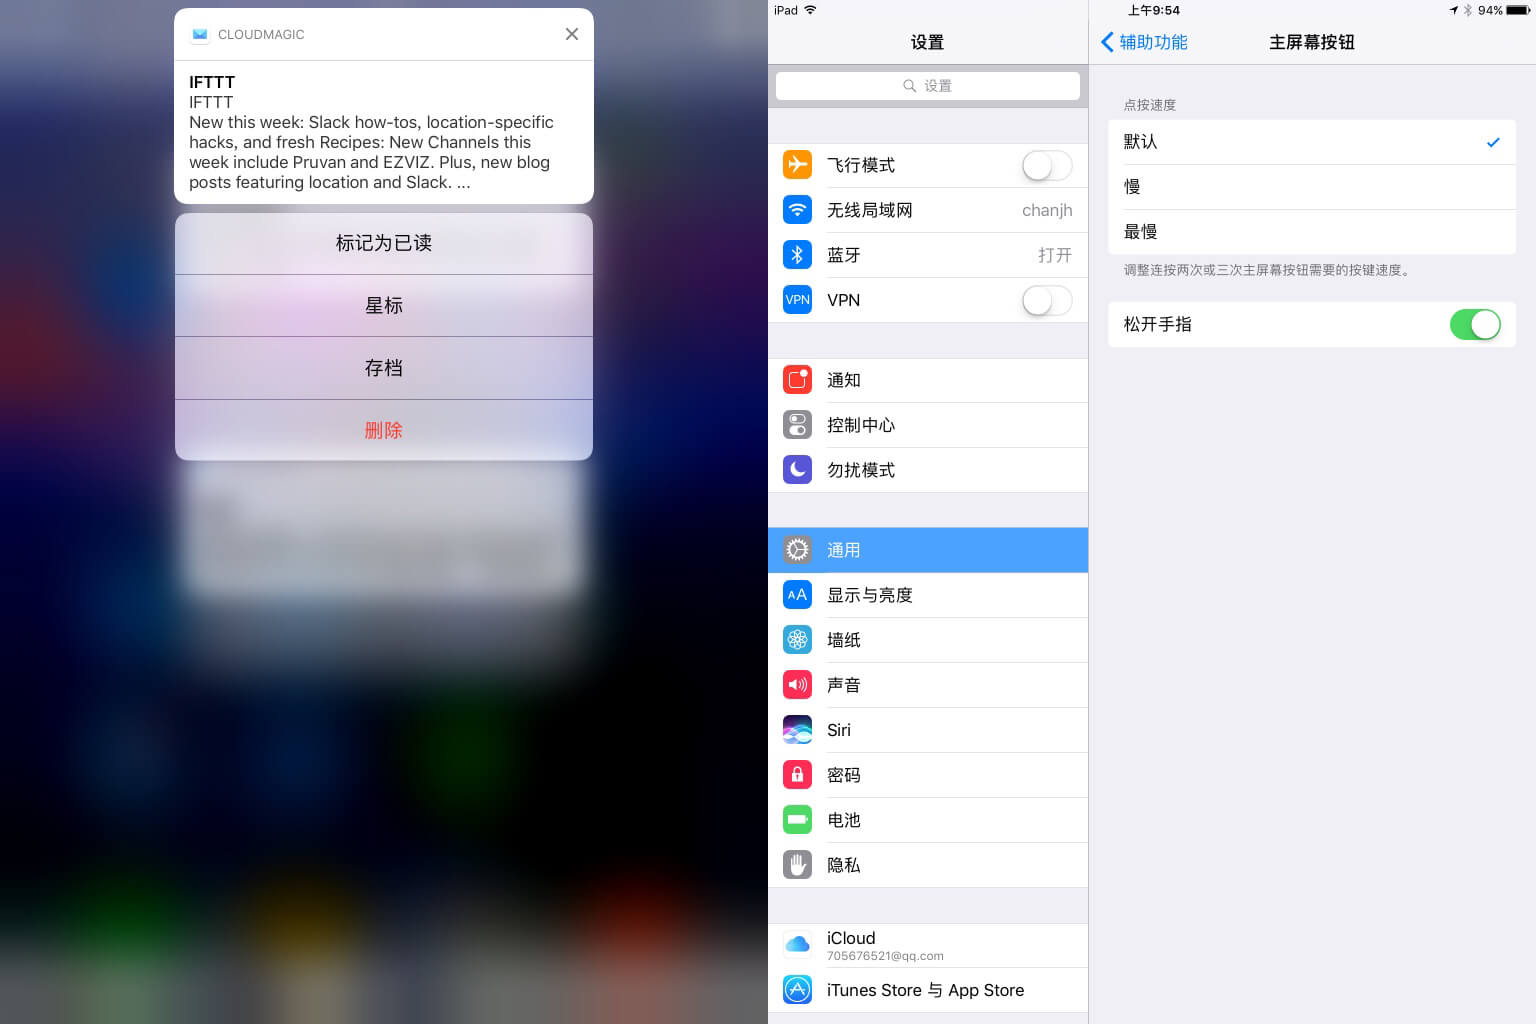 CLOUDMAGIC
IFTTT
IFTTT
New this week: Slack how-tos, location-specific
hacks, and fresh Recipes: New Channels this
week include Pruvan and EZVIZ. Plus, new blog
posts featuring location and Slack. ...
标记为已读
星标
存档
删除
iPad
设置
设置
飞行模式
无线局域网 chanjh
蓝牙 打开
VPN VPN
通知
控制中心
勿扰模式
通用
AA 显示与亮度
墙纸
声音
Siri
密码
电池
隐私
iCloud
705676521@qq.com
iTunes Store 与 App Store
上午9:54 94%
辅助功能 主屏幕按钮
点按速度
默认
慢
最慢
调整连按两次或三次主屏幕按钮需要的按键速度。
松开手指